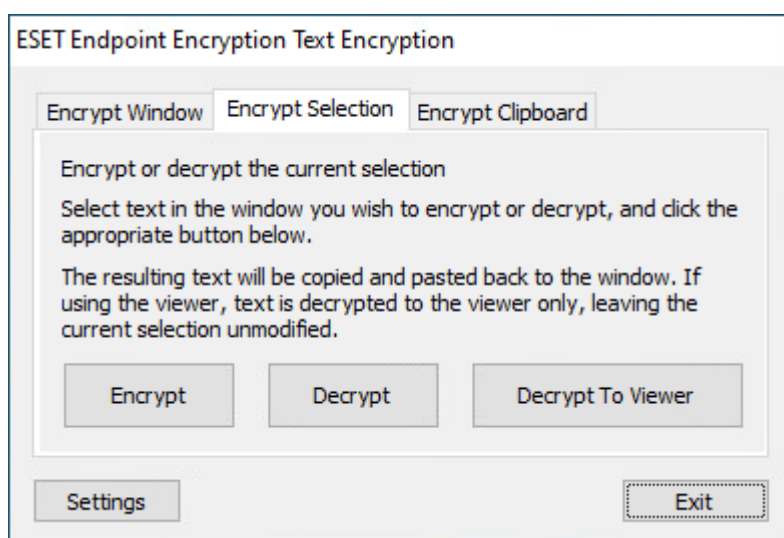 ESET Endpoint Encryption Text Encryption
Encrypt Window Encrypt Selection Encrypt Clipboard
Encrypt or decrypt the current selection
Select text in the window you wish to encrypt or decrypt, and click the
appropriate button below.
The resulting text will be copied and pasted back to the window. If
using the viewer, text is decrypted to the viewer only, leaving the
current selection unmodified.
Encrypt Decrypt Decrypt To Viewer
Settings Exit